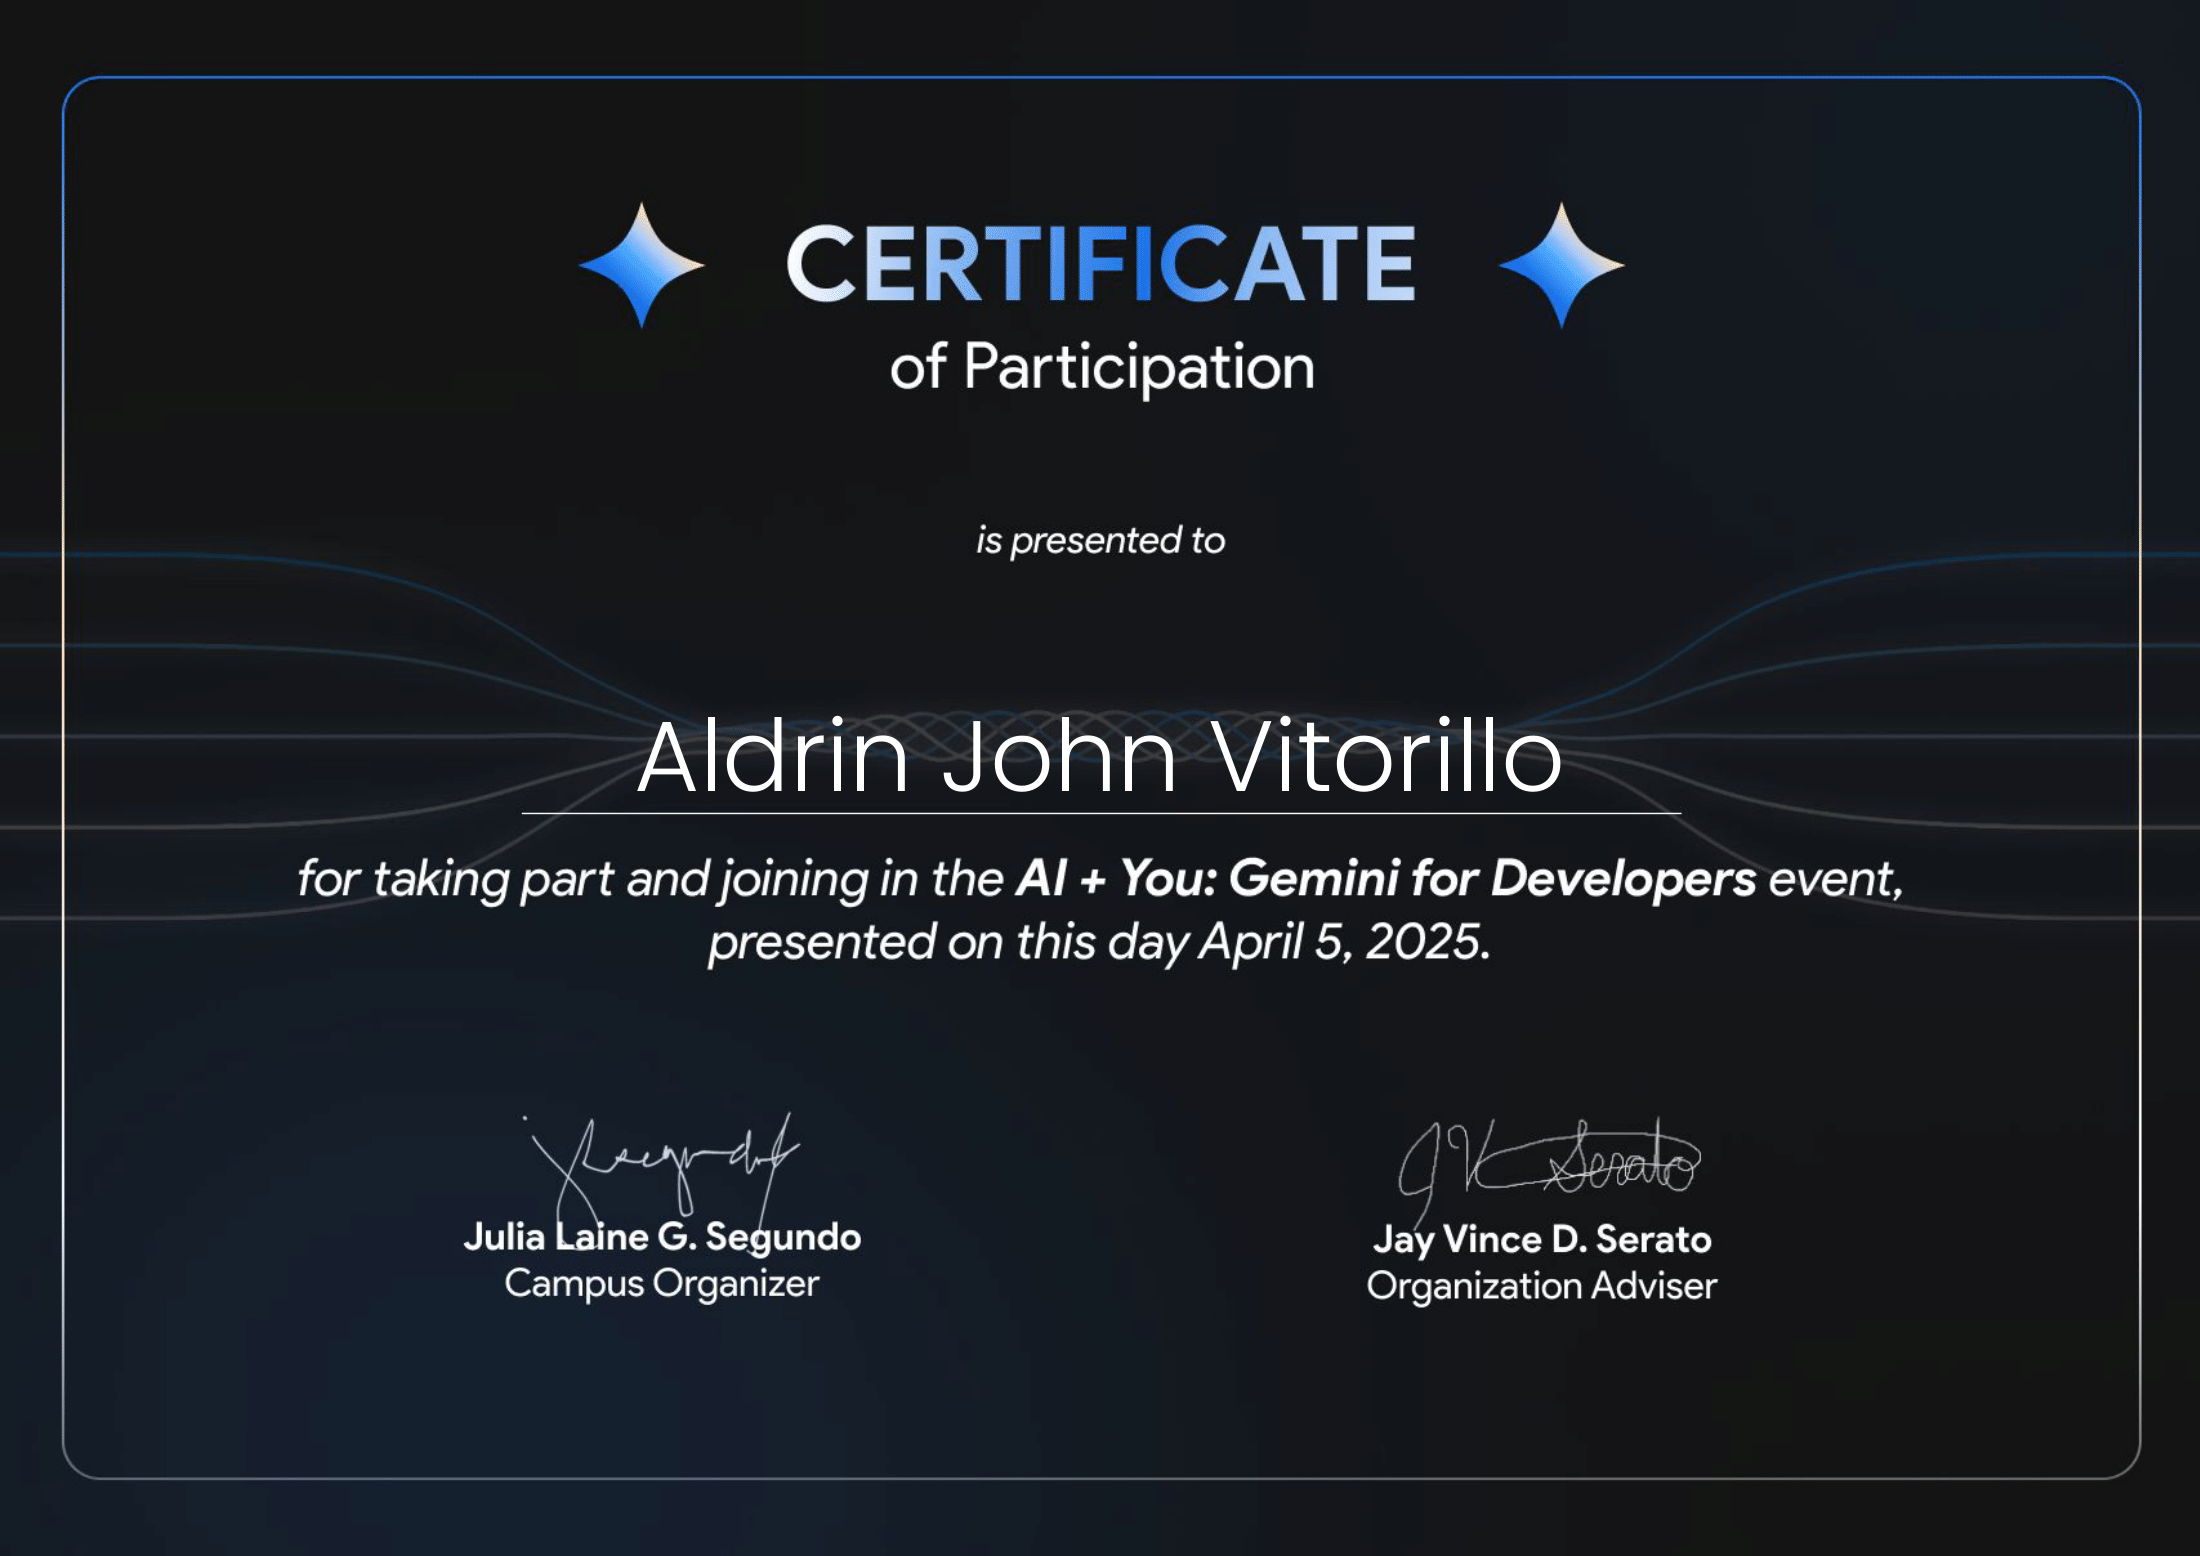 CERTIFICATE
of Participation
is presented to
Aldrin John Vitorillo
for taking part and joining in the AI + You: Gemini for Developers event,
presented on this day April 5, 2025.
Julia Laine G. Segundo
Campus Organizer
JV Serato
Jay Vince D. Serato
Organization Adviser